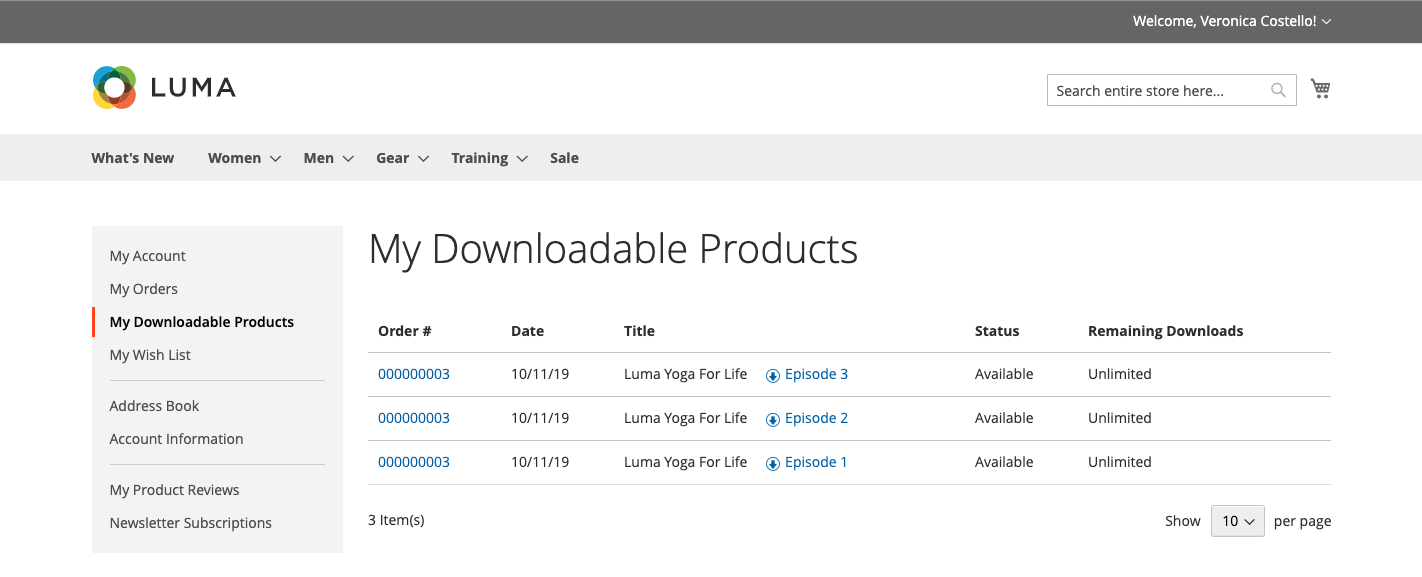 Welcome, Veronica Costello!
LUMA
Search entire store here...
What's New Women Men Gear Training Sale
My Account
My Orders
My Downloadable Products
My Wish List
Address Book
Account Information
My Product Reviews
Newsletter Subscriptions
My Downloadable Products
Order # Date Title Status Remaining Downloads
000000003 10/11/19 Luma Yoga For Life Episode 3 Available Unlimited
000000003 10/11/19 Luma Yoga For Life Episode 2 Available Unlimited
000000003 10/11/19 Luma Yoga For Life Episode 1 Available Unlimited
3 Item(s) Show 10 per page